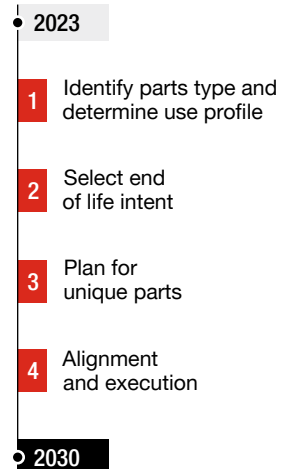 2023
1
Identify parts type and
determine use profile
2
Select end
of life intent
3
Plan for
unique parts
4
Alignment
and execution
2030